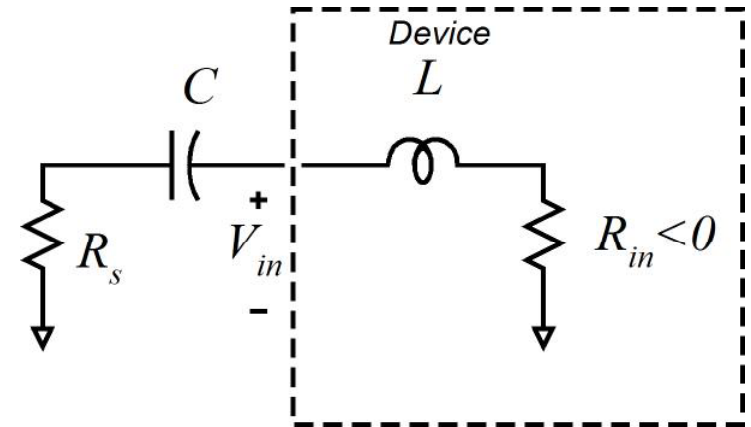 Device
C
L
+
R_s
V_in
R_in<0
-